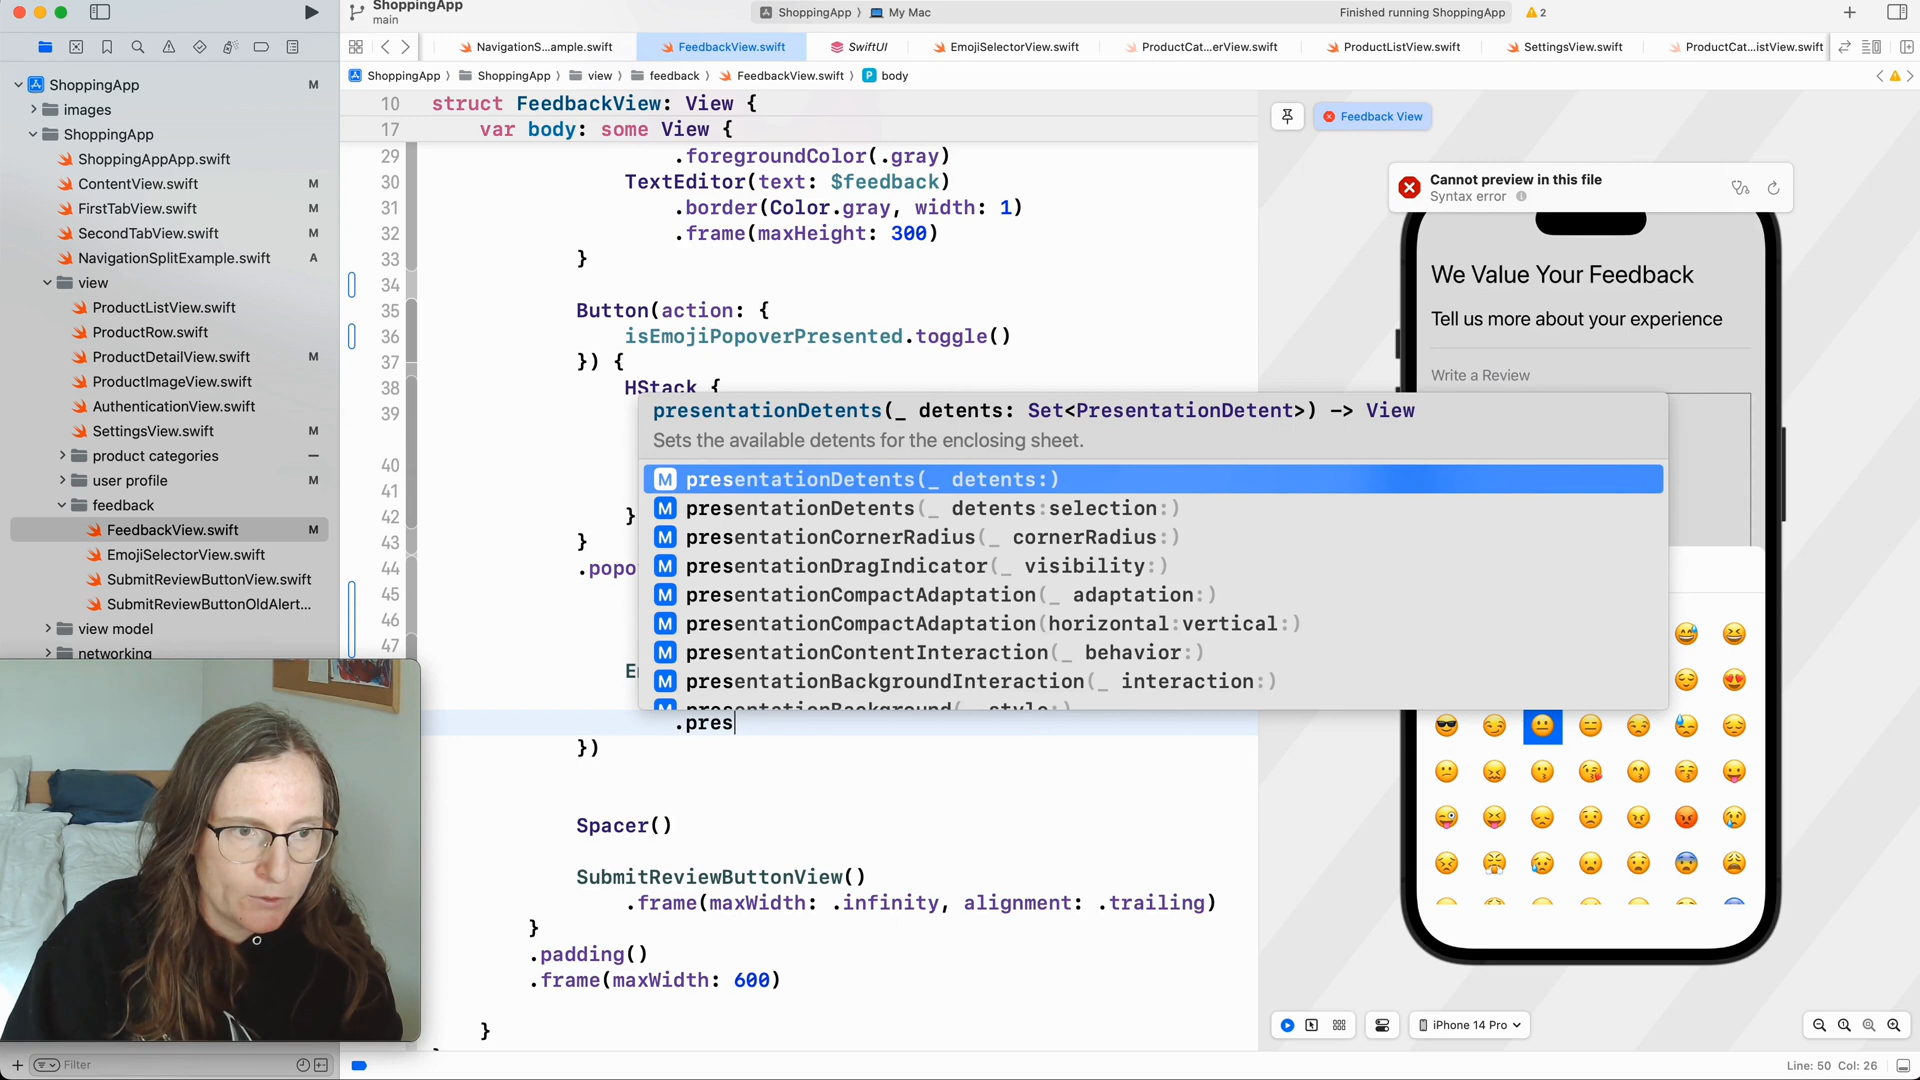 ShoppingApp
main
ShoppingApp 〉 My Mac
Finished running ShoppingApp
2
NavigationS...ample.swift
FeedbackView.swift
SwiftUI
EmojiSelectorView.swift
ProductCat...erView.swift
ProductListView.swift
SettingsView.swift
ProductCat...istView.swift
ShoppingApp 〉 ShoppingApp 〉 view 〉 feedback 〉 FeedbackView.swift 〉 P body
ShoppingApp M
images
ShoppingApp
ShoppingAppApp.swift
ContentView.swift M
FirstTabView.swift M
SecondTabView.swift M
NavigationSplitExample.swift A
view
ProductListView.swift
ProductRow.swift
ProductDetailView.swift M
ProductImageView.swift
AuthenticationView.swift
SettingsView.swift M
product categories
user profile M
feedback
FeedbackView.swift M
EmojiSelectorView.swift
SubmitReviewButtonView.swift
SubmitReviewButtonOldAlert...
view model
networking
Filter
10 struct FeedbackView: View {
17 var body: some View {
29 .foregroundColor(.gray)
30 TextEditor(text: $feedback)
31 .border(Color.gray, width: 1)
32 .frame(maxHeight: 300)
33 }
34
35 Button(action: {
36 isEmojiPopoverPresented.toggle()
37 }) {
38 HStack {
39
40
41
42 }
43 }
44 .popo
45
46
47
.pres
})
Spacer()
SubmitReviewButtonView()
.frame(maxWidth: .infinity, alignment: .trailing)
}
.padding()
.frame(maxWidth: 600)
}
presentationDetents(_ detents: Set<PresentationDetent>) -> View
Sets the available detents for the enclosing sheet.
M presentationDetents(_ detents:)
M presentationDetents(_ detents:selection:)
M presentationCornerRadius(_ cornerRadius:)
M presentationDragIndicator(_ visibility:)
M presentationCompactAdaptation(_ adaptation:)
M presentationCompactAdaptation(horizontal:vertical:)
M presentationContentInteraction(_ behavior:)
M presentationBackgroundInteraction(_ interaction:)
M presentationBackground(_ style:)
Feedback View
Cannot preview in this file
Syntax error
We Value Your Feedback
Tell us more about your experience
Write a Review
iPhone 14 Pro
Line: 50 Col: 26